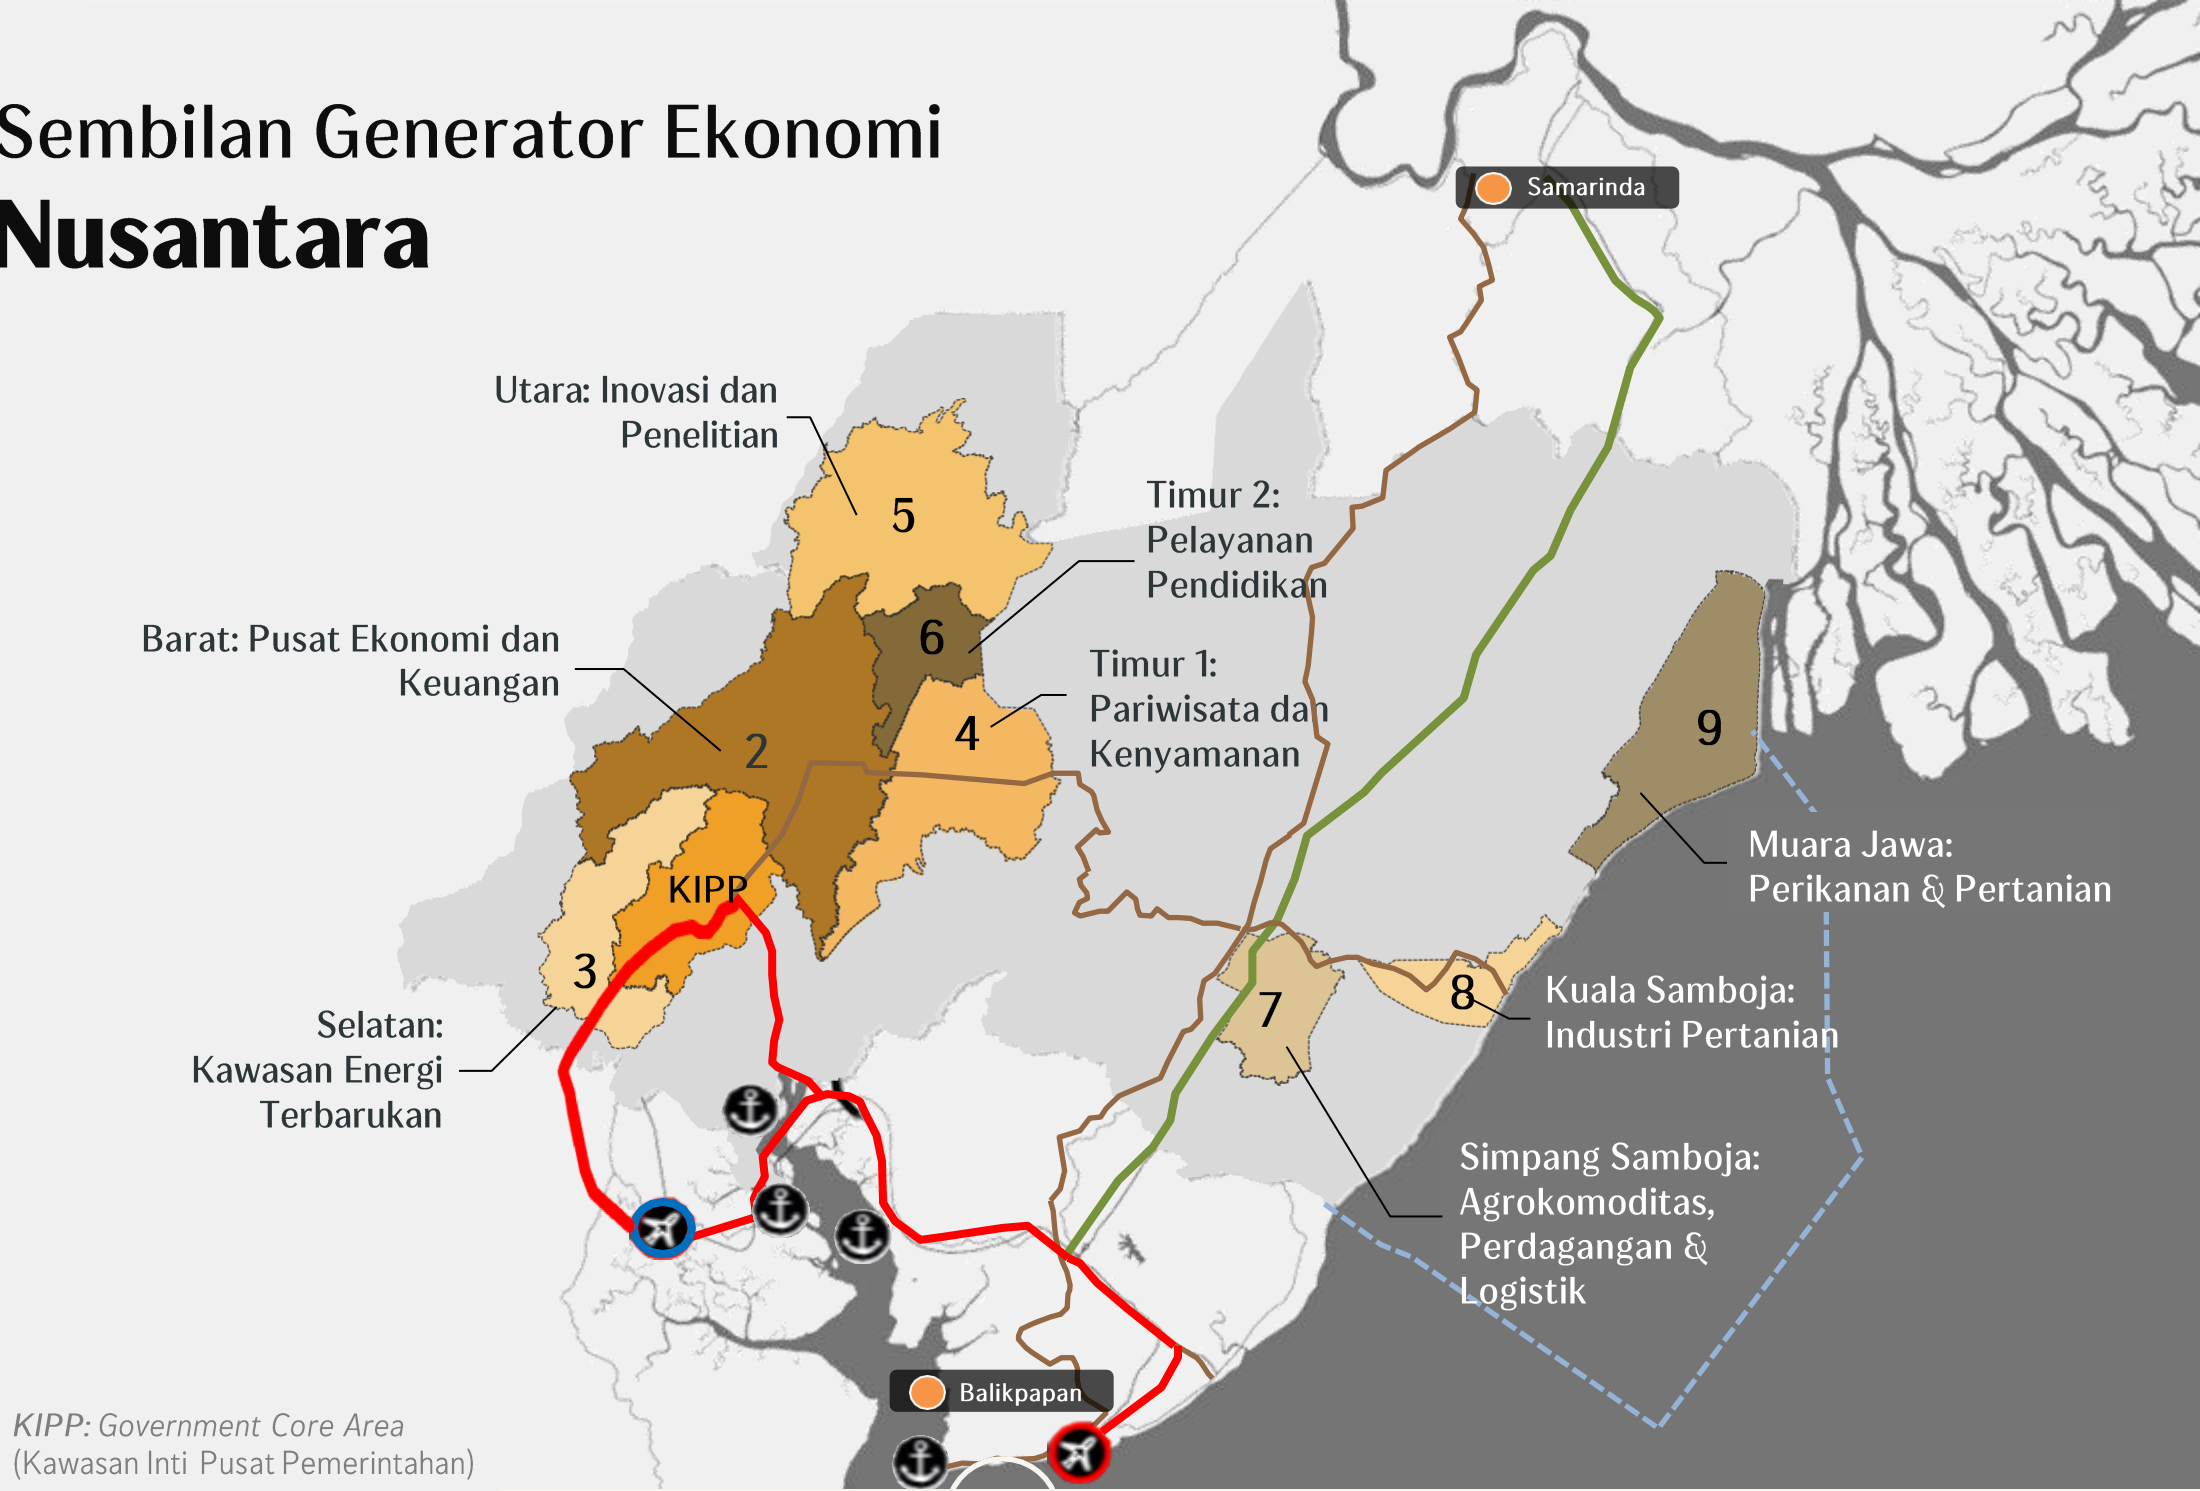 Sembilan Generator Ekonomi
Nusantara
Samarinda
Utara: Inovasi dan
Penelitian
5
Timur 2:
Pelayanan
Pendidikan
6
Barat: Pusat Ekonomi dan
Keuangan
2
Timur 1:
Pariwisata dan
Kenyamanan
4
9
Muara Jawa:
Perikanan & Pertanian
KIPP
3
Selatan:
Kawasan Energi
Terbarukan
7
8
Kuala Samboja:
Industri Pertanian
Simpang Samboja:
Agrokomoditas,
Perdagangan &
Logistik
Balikpapan
KIPP: Government Core Area
(Kawasan Inti Pusat Pemerintahan)